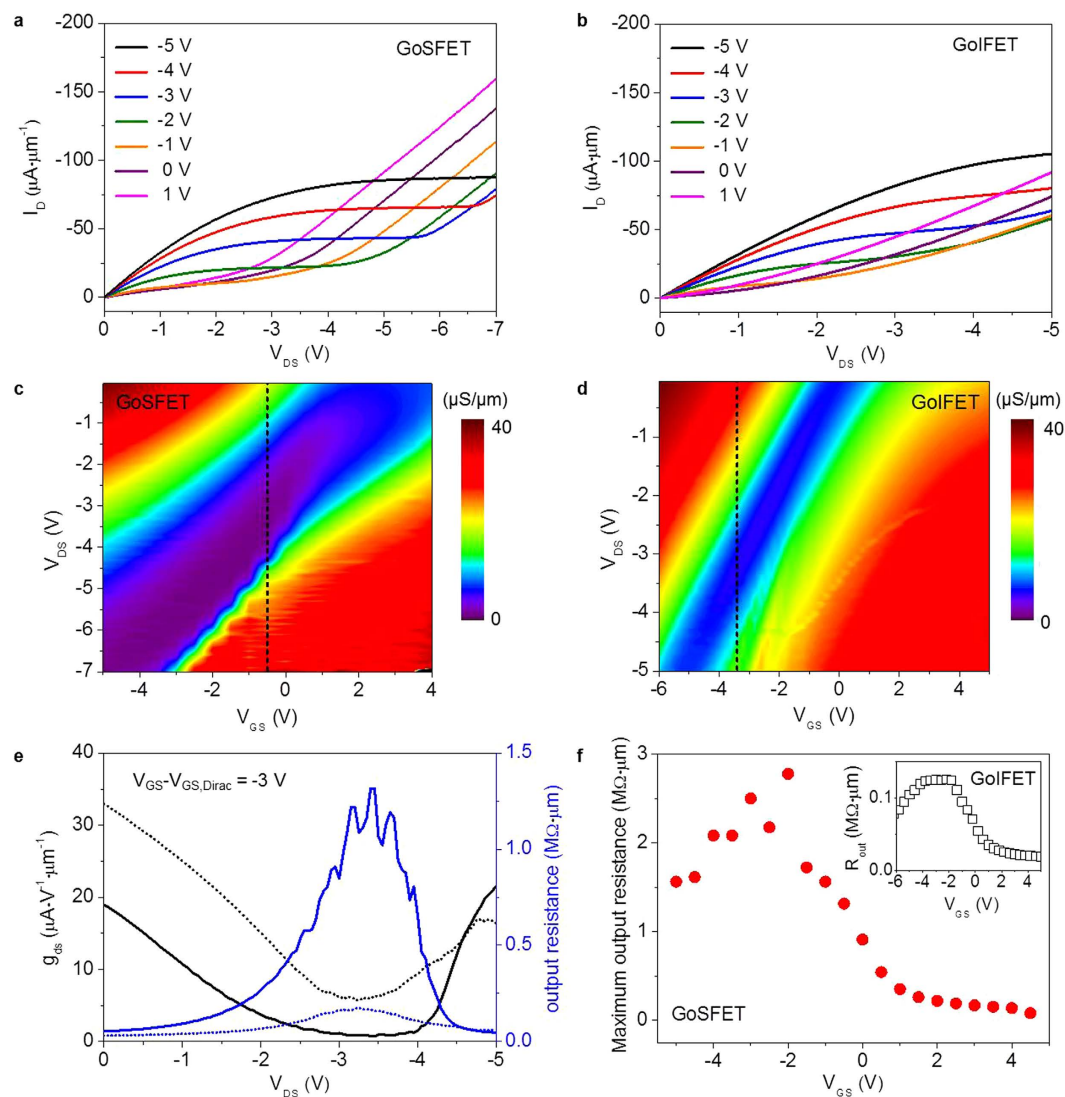 a
GoSFET
-5 V
-4 V
-3 V
-2 V
-1 V
0 V
1 V
-200
-150
-100
-50
0
I_D (μA·μm⁻¹)
0 -1 -2 -3 -4 -5 -6 -7
V_DS (V)
b
GoIFET
-5 V
-4 V
-3 V
-2 V
-1 V
0 V
1 V
-200
-150
-100
-50
0
I_D (μA·μm)
0 -1 -2 -3 -4 -5
V_DS (V)
c
GoSFET
(μS/μm)
40
0
-1
-2
-3
-4
-5
-6
-7
V_DS (V)
-4 -2 0 2 4
V_GS (V)
d
GoIFET
(μS/μm)
40
0
0
-1
-2
-3
-4
-5
V_DS (V)
-6 -4 -2 0 2 4
V_GS (V)
e
V_GS-V_GS,Dirac = -3 V
40
30
20
10
0
g_ds (μA·V⁻¹·μm⁻¹)
1.5
1.0
0.5
0.0
output resistance (MΩ·μm)
0 -1 -2 -3 -4 -5
V_DS (V)
f
GoSFET
3
2
1
0
Maximum output resistance (MΩ·μm)
-4 -2 0 2 4
V_GS (V)
GoIFET
0.1
0.0
R_out (MΩ·μm)
-6 -4 -2 0 2 4
V_GS (V)